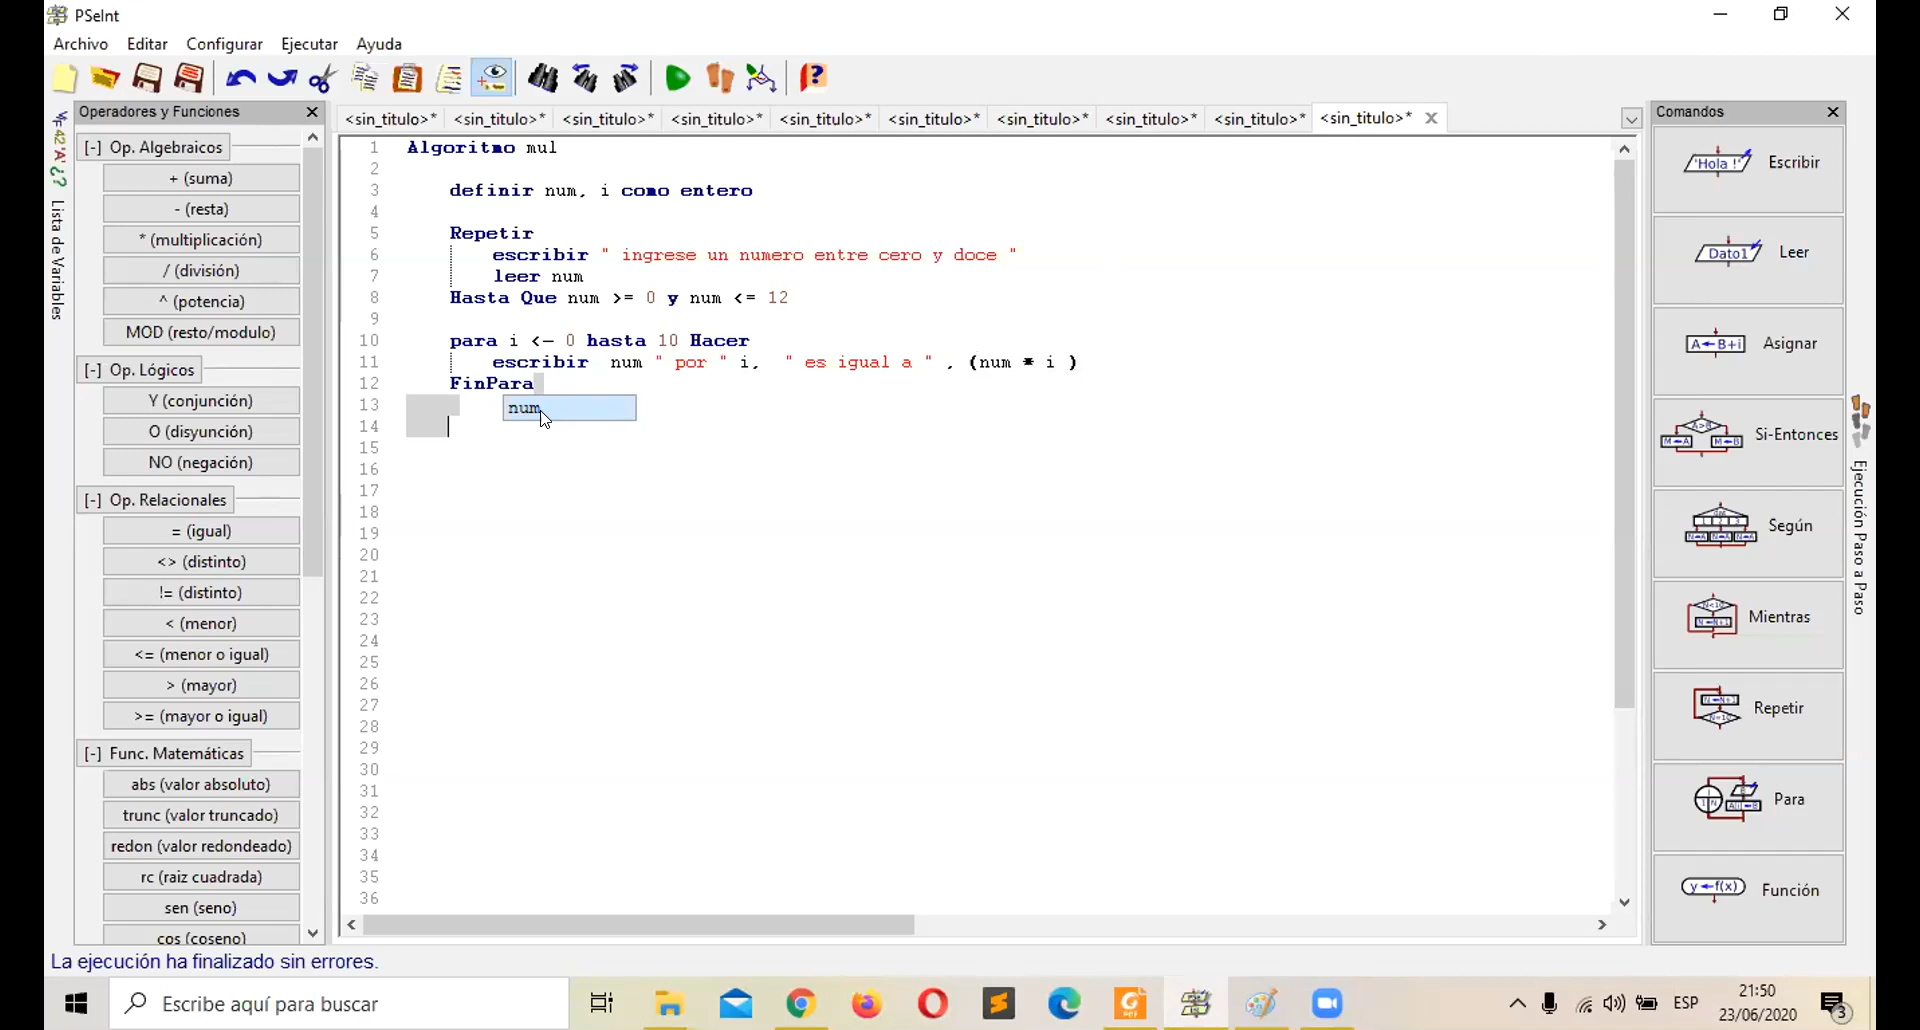 PSeInt
Archivo Editar Configurar Ejecutar Ayuda
Operadores y Funciones
<sin_titulo>* <sin_titulo>* <sin_titulo>* <sin_titulo>* <sin_titulo>* <sin_titulo>* <sin_titulo>* <sin_titulo>* <sin_titulo>* <sin_titulo>*
Comandos
Lista de Variables
[-] Op. Algebraicos
+ (suma)
- (resta)
* (multiplicación)
/ (división)
^ (potencia)
MOD (resto/modulo)
[-] Op. Lógicos
Y (conjunción)
O (disyunción)
NO (negación)
[-] Op. Relacionales
= (igual)
<> (distinto)
!= (distinto)
< (menor)
<= (menor o igual)
> (mayor)
>= (mayor o igual)
[-] Func. Matemáticas
abs (valor absoluto)
trunc (valor truncado)
redon (valor redondeado)
rc (raiz cuadrada)
sen (seno)
cos (coseno)
1 Algoritmo mul
2
3 definir num, i como entero
4
5 Repetir
6 escribir " ingrese un numero entre cero y doce "
7 leer num
8 Hasta Que num >= 0 y num <= 12
9
10 para i <- 0 hasta 10 Hacer
11 escribir num " por " i, " es igual a " , (num * i )
12 FinPara
13
num
14
15
16
17
18
19
20
21
22
23
24
25
26
27
28
29
30
31
32
33
34
35
36
'Hola !' Escribir
Dato1 Leer
A←B+i Asignar
Si-Entonces
Según
Mientras
Repetir
Para
y←f(x) Función
Ejecución Paso a Paso
La ejecución ha finalizado sin errores.
Escribe aquí para buscar
ESP
21:50
23/06/2020
3